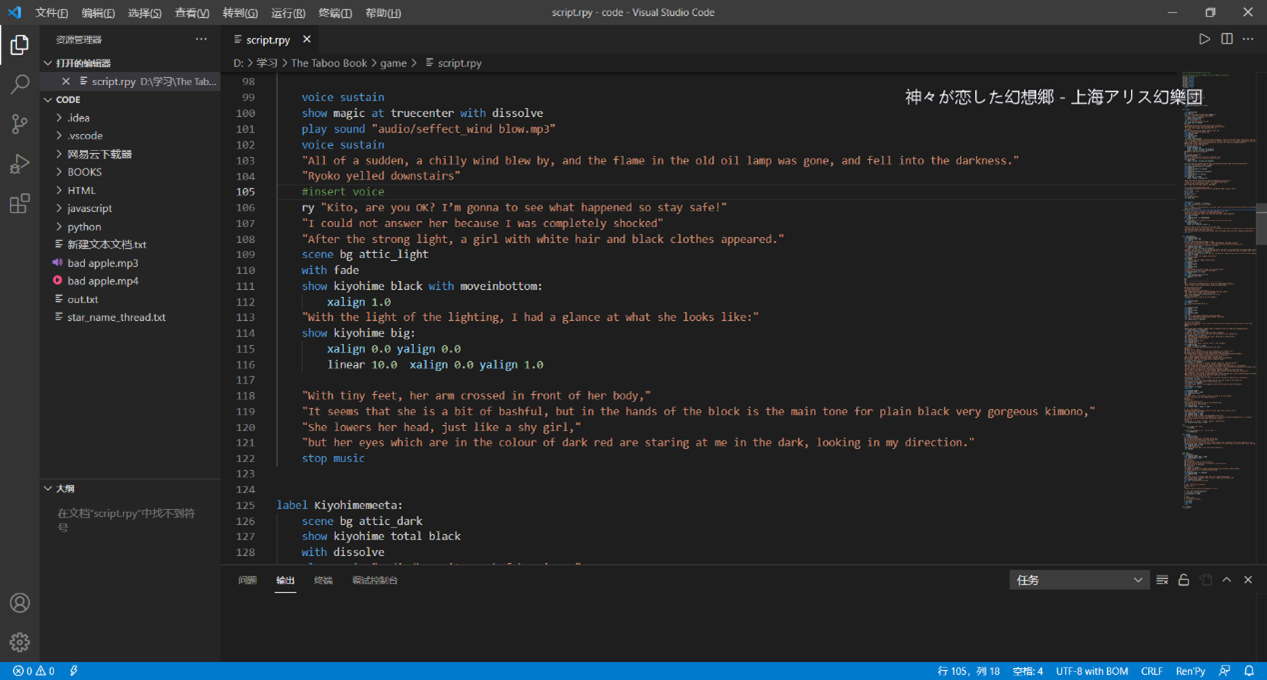 文件(F) 编辑(E) 选择(S) 查看(V) 转到(G) 运行(R) 终端(T) 帮助(H) script.rpy - code - Visual Studio Code
资源管理器 ···
script.rpy
打开的编辑器
script.rpy D:\学习\The Tab...
CODE
.idea
.vscode
网易云下载器
BOOKS
HTML
javascript
python
新建文本文档.txt
bad apple.mp3
bad apple.mp4
out.txt
star_name_thread.txt
大纲
在文档"script.rpy"中找不到符
号
D: > 学习 > The Taboo Book > game > script.rpy
神々が恋した幻想郷 - 上海アリス幻樂団
98
99 voice sustain
100 show magic at truecenter with dissolve
101 play sound "audio/seffect_wind blow.mp3"
102 voice sustain
103 "All of a sudden, a chilly wind blew by, and the flame in the old oil lamp was gone, and fell into the darkness."
104 "Ryoko yelled downstairs"
105 #insert voice
106 ry "Kito, are you OK? I’m gonna to see what happened so stay safe!"
107 "I could not answer her because I was completely shocked"
108 "After the strong light, a girl with white hair and black clothes appeared."
109 scene bg attic_light
110 with fade
111 show kiyohime black with moveinbottom:
112 xalign 1.0
113 "With the light of the lighting, I had a glance at what she looks like:"
114 show kiyohime big:
115 xalign 0.0 yalign 0.0
116 linear 10.0 xalign 0.0 yalign 1.0
117
118 "With tiny feet, her arm crossed in front of her body,"
119 "It seems that she is a bit of bashful, but in the hands of the block is the main tone for plain black very gorgeous kimono,"
120 "She lowers her head, just like a shy girl,"
121 "but her eyes which are in the colour of dark red are staring at me in the dark, looking in my direction."
122 stop music
123
124
125 label Kiyohimemeeta:
126 scene bg attic_dark
127 show kiyohime total black
128 with dissolve
问题 输出 终端 调试控制台 任务
0 0 行 105，列 18 空格: 4 UTF-8 with BOM CRLF Ren'Py